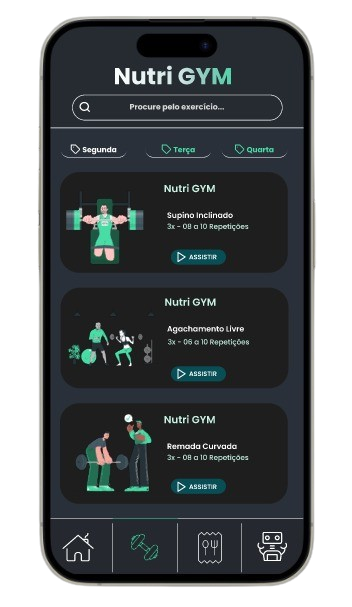 Nutri GYM
Procure pelo exercício...
Segunda
Terça
Quarta
Nutri GYM
Supino Inclinado
3x - 08 a 10 Repetições
ASSISTIR
Nutri GYM
Agachamento Livre
3x - 06 a 10 Repetições
ASSISTIR
Nutri GYM
Remada Curvada
3x - 08 a 10 Repetições
ASSISTIR